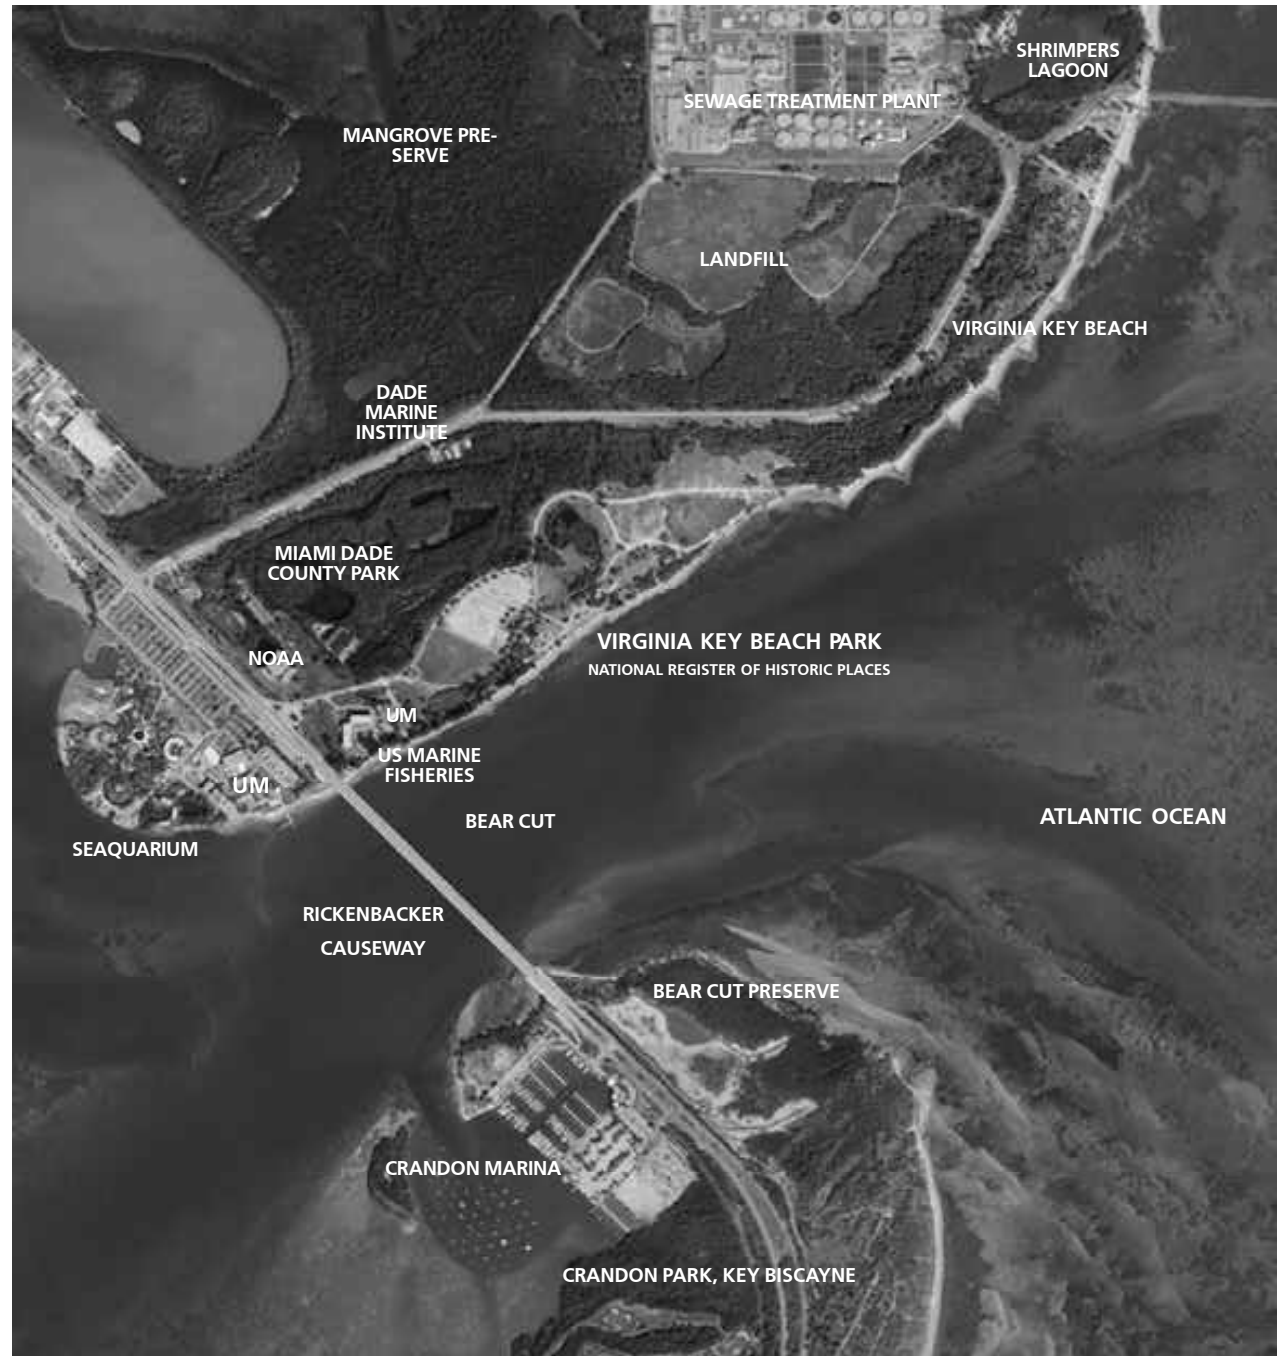 SHRIMPERS
LAGOON
SEWAGE TREATMENT PLANT
MANGROVE PRE-
SERVE
LANDFILL
VIRGINIA KEY BEACH
DADE
MARINE
INSTITUTE
MIAMI DADE
COUNTY PARK
VIRGINIA KEY BEACH PARK
NATIONAL REGISTER OF HISTORIC PLACES
NOAA
UM
US MARINE
FISHERIES
UM
BEAR CUT
ATLANTIC OCEAN
SEAQUARIUM
RICKENBACKER
CAUSEWAY
BEAR CUT PRESERVE
CRANDON MARINA
CRANDON PARK, KEY BISCAYNE